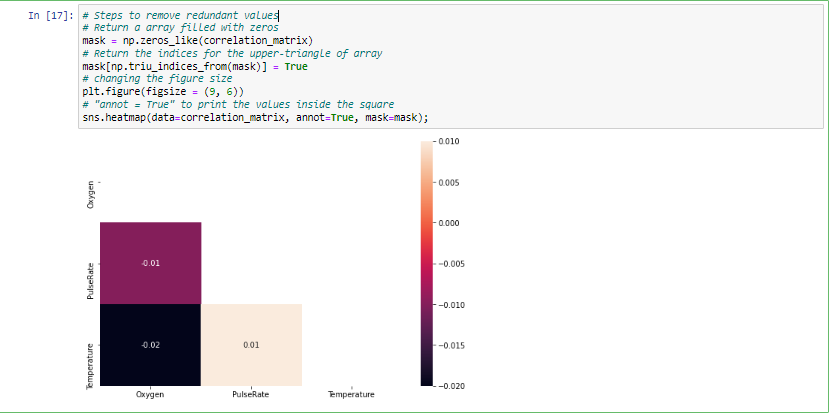 In [17]: # Steps to remove redundant values
# Return a array filled with zeros
mask = np.zeros_like(correlation_matrix)
# Return the indices for the upper-triangle of array
mask[np.triu_indices_from(mask)] = True
# changing the figure size
plt.figure(figsize = (9, 6))
# "annot = True" to print the values inside the square
sns.heatmap(data=correlation_matrix, annot=True, mask=mask);
0.010
0.005
0.000
-0.005
-0.010
-0.015
-0.020
Oxygen
PulseRate
Temperature
-0.01
-0.02
0.01
Oxygen
PulseRate
Temperature